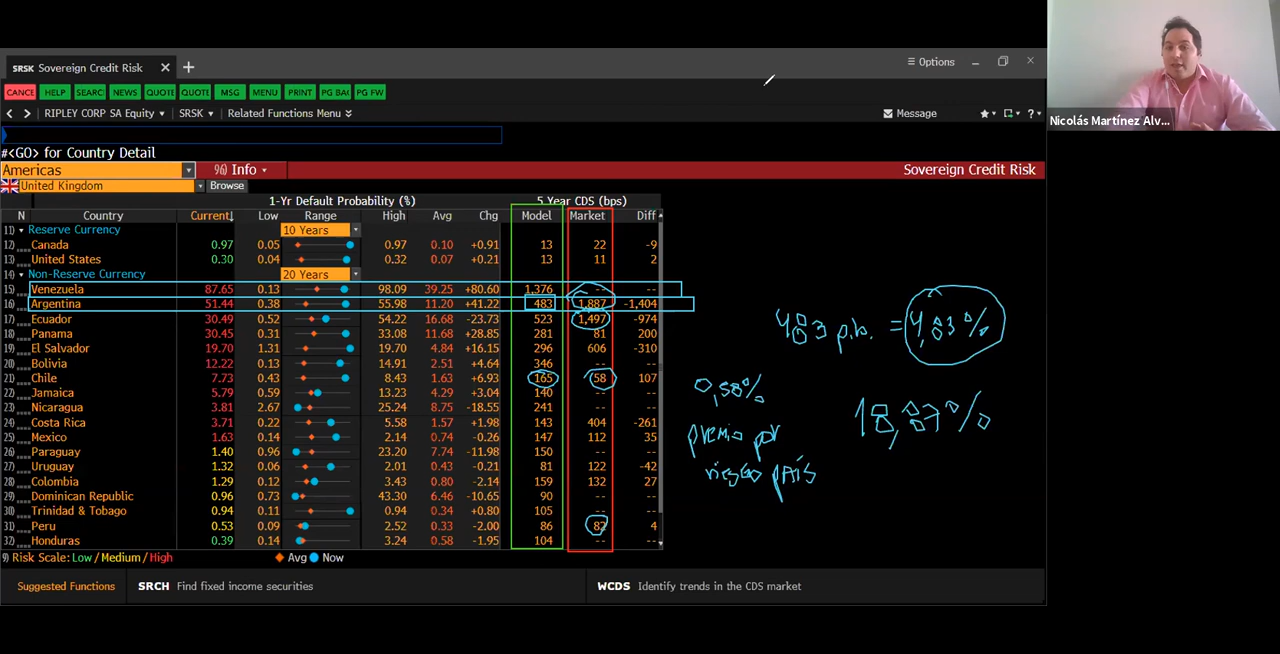 SRSK Sovereign Credit Risk
Options
CANCE HELP SEARC NEWS QUOTE QUOTE MSG MENU PRINT PG BAC PG FW
RIPLEY CORP SA Equity SRSK Related Functions Menu
Message
Nicolás Martínez Alv...
#<GO> for Country Detail
Americas 96) Info Sovereign Credit Risk
United Kingdom Browse
1-Yr Default Probability (%) 5 Year CDS (bps)
N Country Current↓ Low Range High Avg Chg Model Market Diff
11) Reserve Currency 10 Years
12) Canada 0.97 0.05 0.97 0.10 +0.91 13 22 -9
13) United States 0.30 0.04 0.32 0.07 +0.21 13 11 2
14) Non-Reserve Currency 20 Years
15) Venezuela 87.65 0.13 98.09 39.25 +80.60 1,376 -- --
16) Argentina 51.44 0.38 55.98 11.20 +41.22 483 1,887 -1,404
17) Ecuador 30.49 0.52 54.22 16.68 -23.73 523 1,497 -974
18) Panama 30.45 0.31 33.08 11.68 +28.85 281 81 200
19) El Salvador 19.70 1.31 19.70 4.84 +16.15 296 606 -310
20) Bolivia 12.22 0.13 14.91 2.51 +4.64 346 -- --
21) Chile 7.73 0.43 8.43 1.63 +6.93 165 58 107
22) Jamaica 5.79 0.59 13.23 4.29 +3.04 140 -- --
23) Nicaragua 3.81 2.67 25.24 8.75 -18.55 241 -- --
24) Costa Rica 3.71 0.22 5.58 1.57 +1.98 143 404 -261
25) Mexico 1.63 0.14 2.14 0.74 -0.26 147 112 35
26) Paraguay 1.40 0.96 23.20 7.74 -11.98 150 -- --
27) Uruguay 1.32 0.06 2.01 0.43 -0.21 81 122 -42
28) Colombia 1.29 0.12 3.43 0.80 -2.14 159 132 27
29) Dominican Republic 0.96 0.73 43.30 6.46 -10.65 90 -- --
30) Trinidad & Tobago 0.94 0.11 0.94 0.34 +0.80 105 -- --
31) Peru 0.53 0.09 2.52 0.33 -2.00 86 82 4
32) Honduras 0.39 0.14 3.24 0.58 -1.95 104 -- --
9) Risk Scale: Low / Medium / High Avg Now
483 p.b. = 4,83%
0,58%
premio por
riesgo país
18,87%
Suggested Functions SRCH Find fixed income securities WCDS Identify trends in the CDS market